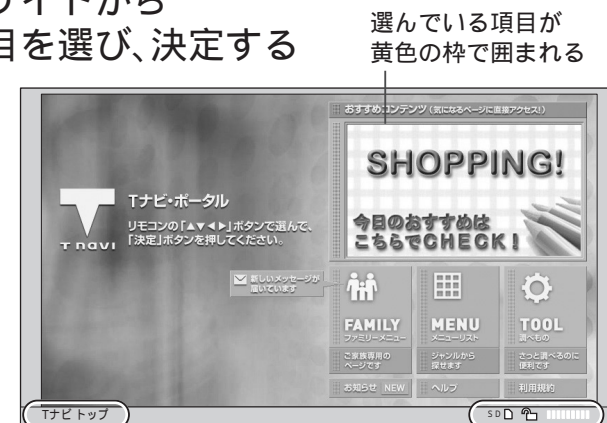 サイトから
目を選び、決定する
選んでいる項目が
黄色の枠で囲まれる
おすすめコンテンツ(気になるページに直接アクセス!)
SHOPPING!
今日のおすすめは
こちらでCHECK!
Tナビ・ポータル
リモコンの「▲▼◀▶」ボタンで選んで、
「決定」ボタンを押してください。
T navi
新しいメッセージが
届いています
FAMILY
ファミリーメニュー
ご家族専用の
ページです
MENU
メニューリスト
ジャンルから
探せます
TOOL
調べもの
さっと調べるのに
便利です
お知らせ NEW
ヘルプ
利用規約
Tナビ トップ
SD